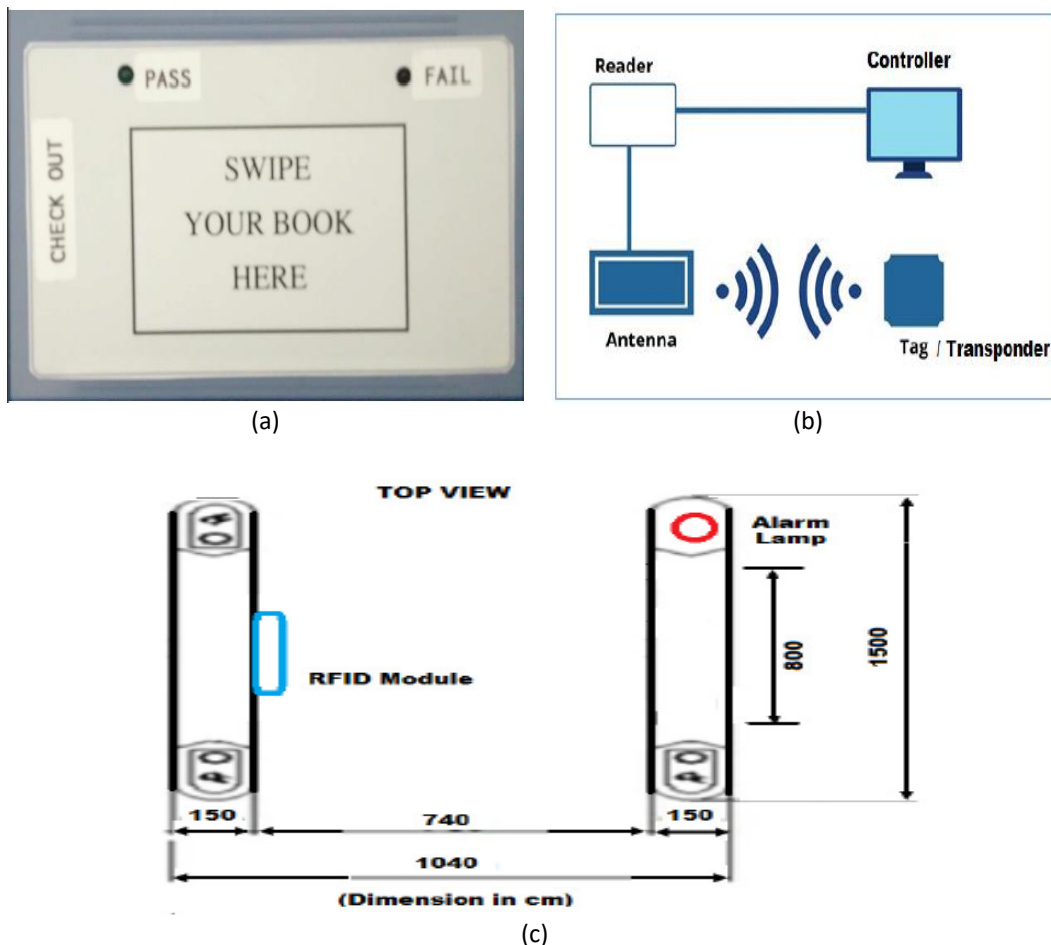 PASS
FAIL
CHECK OUT
SWIPE
YOUR BOOK
HERE
(a)
Reader
Controller
Antenna
Tag / Transponder
(b)
TOP VIEW
Alarm
Lamp
RFID Module
800
1500
150
740
150
1040
(Dimension in cm)
(c)